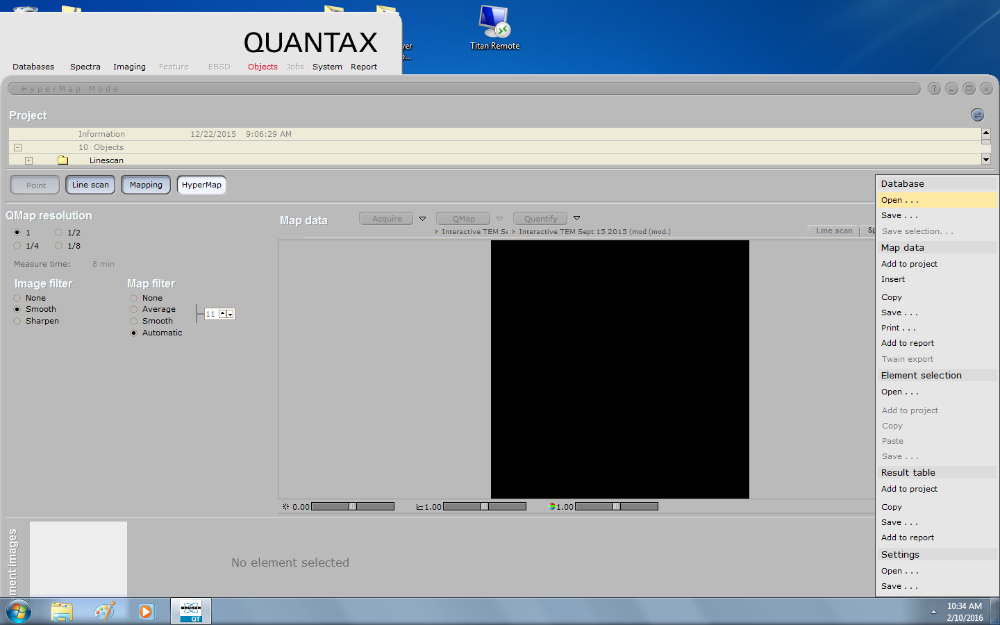 Titan Remote
QUANTAX
Databases Spectra Imaging Feature EBSD Objects Jobs System Report
HyperMap Mode
?
Project
Information 12/22/2015 9:06:29 AM
10 Objects
Linescan
Point Line scan Mapping HyperMap
QMap resolution
1 1/2
1/4 1/8
Measure time: 8 min
Image filter Map filter
None None
Smooth Average
Sharpen Smooth
Automatic
11
Map data Acquire QMap Quantify
Interactive TEM Se Interactive TEM Sept 15 2015 (mod (mod.)
Line scan Sp
0.00 1.00 1.00
No element selected
ment images
Database
Open . . .
Save . . .
Save selection. . .
Map data
Add to project
Insert
Copy
Save . . .
Print . . .
Add to report
Twain export
Element selection
Open . . .
Add to project
Copy
Paste
Save . . .
Result table
Add to project
Copy
Save . . .
Add to report
Settings
Open . . .
Save . . .
BRUKER
QT
10:34 AM
2/10/2016